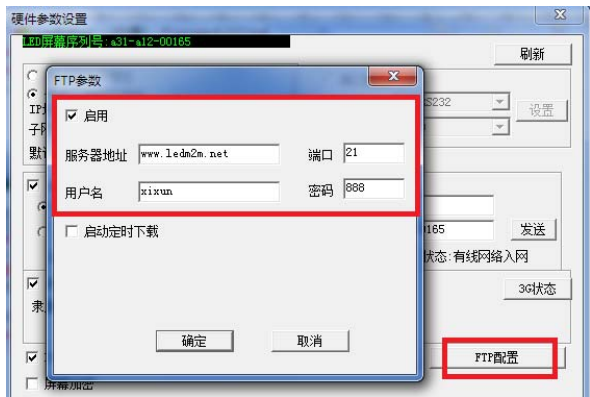 硬件参数设置
LED屏幕序列号:a31-a12-00165
刷新
FTP参数
启用
服务器地址 www.ledm2m.net 端口 21
用户名 xixun 密码 888
启动定时下载
确定 取消
IP
子网
设置
165 发送
状态:有线网络入网
3G状态
FTP配置
屏幕加密